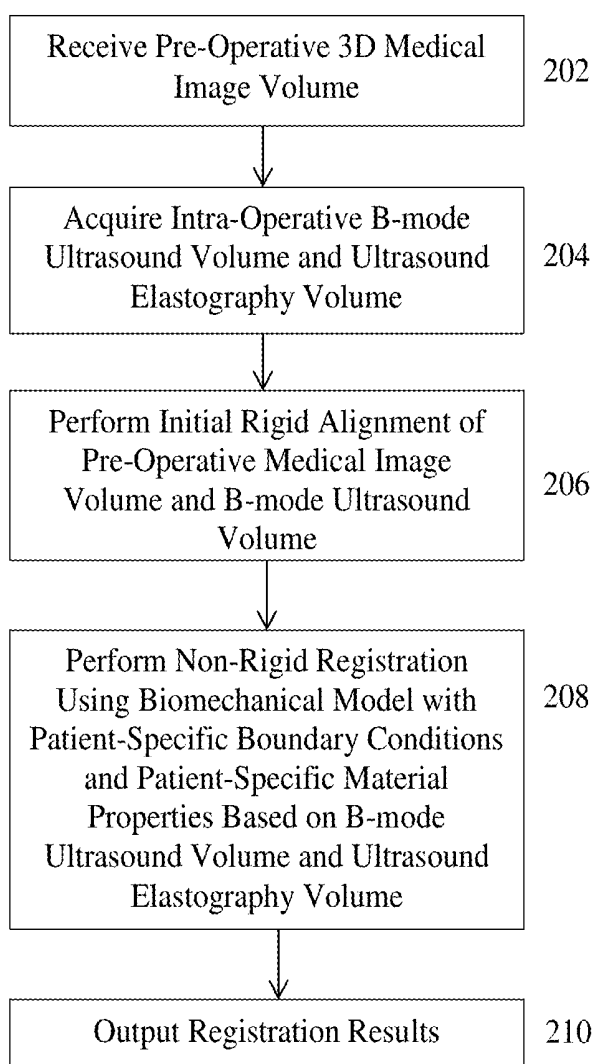 Receive Pre-Operative 3D Medical
Image Volume
202
Acquire Intra-Operative B-mode
Ultrasound Volume and Ultrasound
Elastography Volume
204
Perform Initial Rigid Alignment of
Pre-Operative Medical Image
Volume and B-mode Ultrasound
Volume
206
Perform Non-Rigid Registration
Using Biomechanical Model with
Patient-Specific Boundary Conditions
and Patient-Specific Material
Properties Based on B-mode
Ultrasound Volume and Ultrasound
Elastography Volume
208
Output Registration Results
210